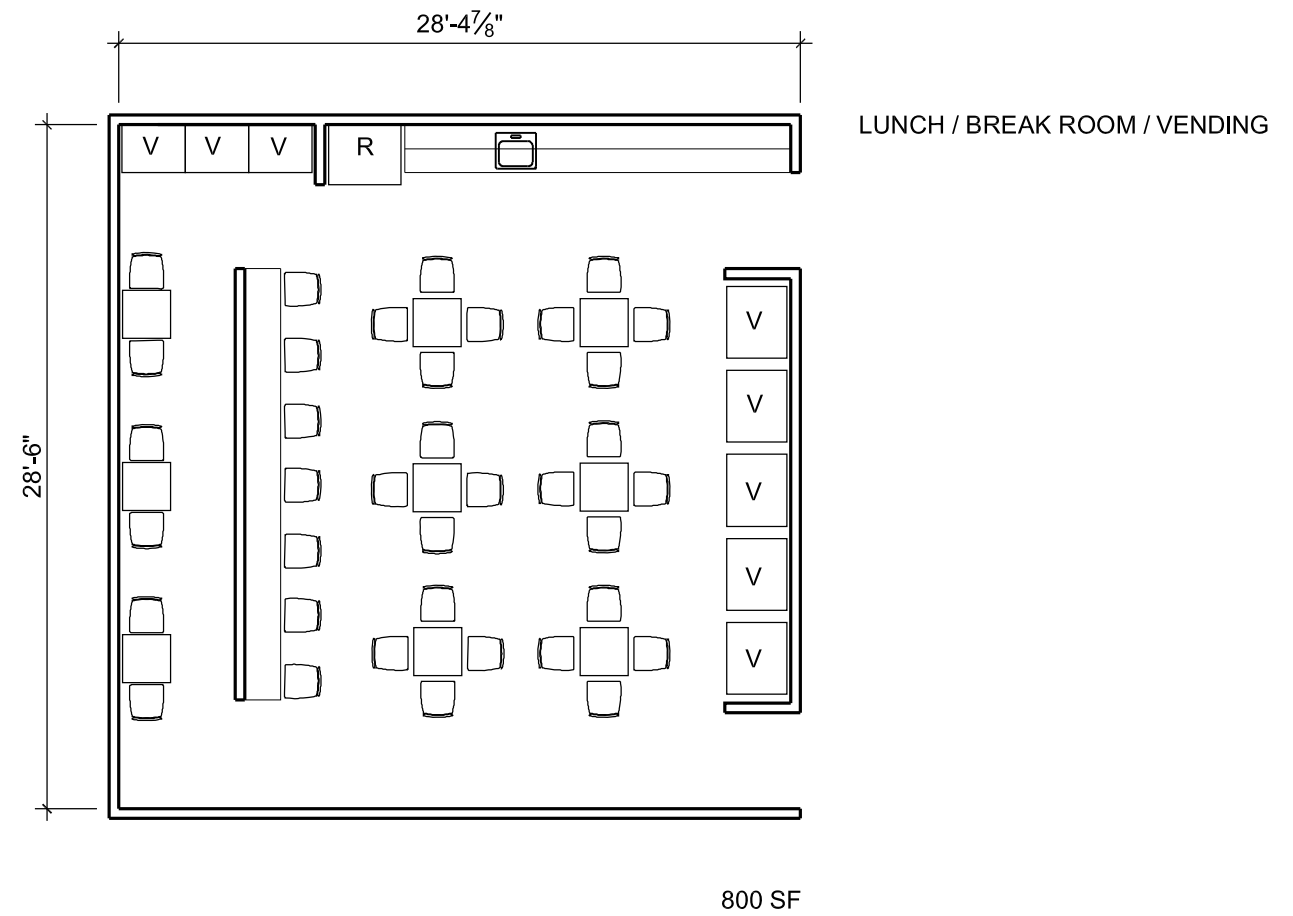 28'-4⅞"
LUNCH / BREAK ROOM / VENDING
V V V R
28'-6"
V
V
V
V
V
800 SF